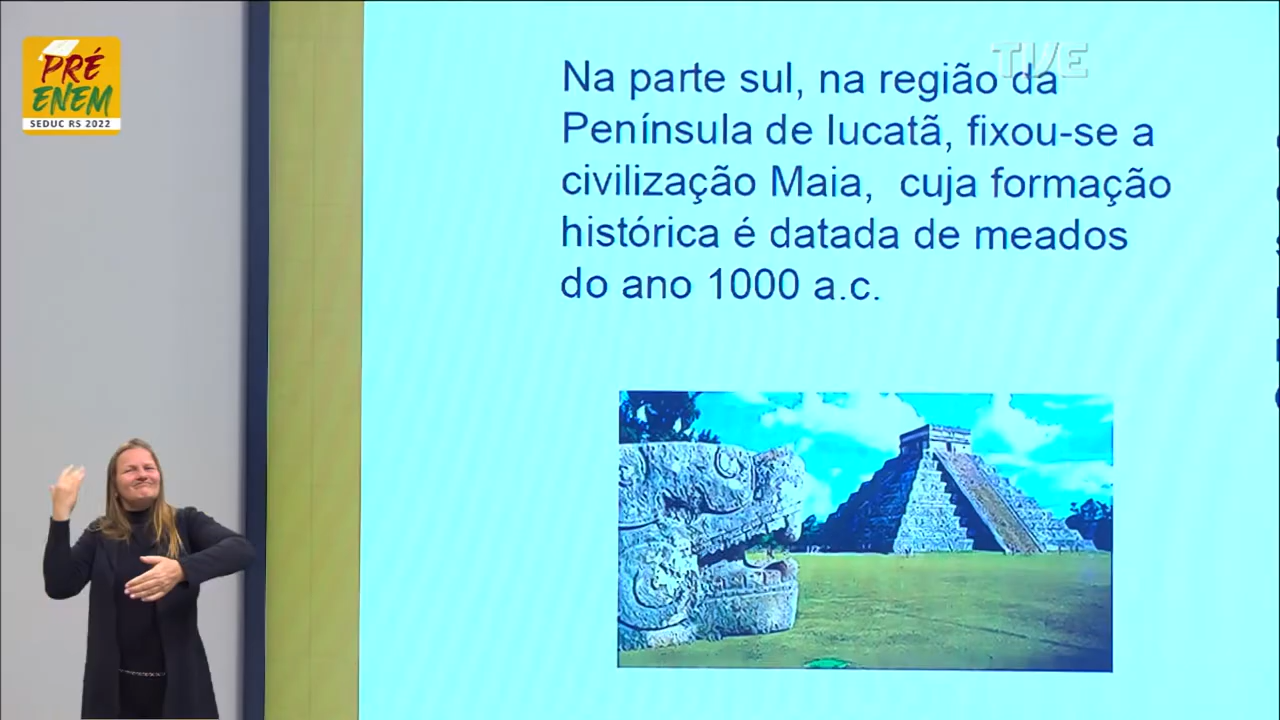 PRÉ
ENEM
SEDUC RS 2022
TVE
Na parte sul, na região da
Península de Iucatã, fixou-se a
civilização Maia,  cuja formação
histórica é datada de meados
do ano 1000 a.c.